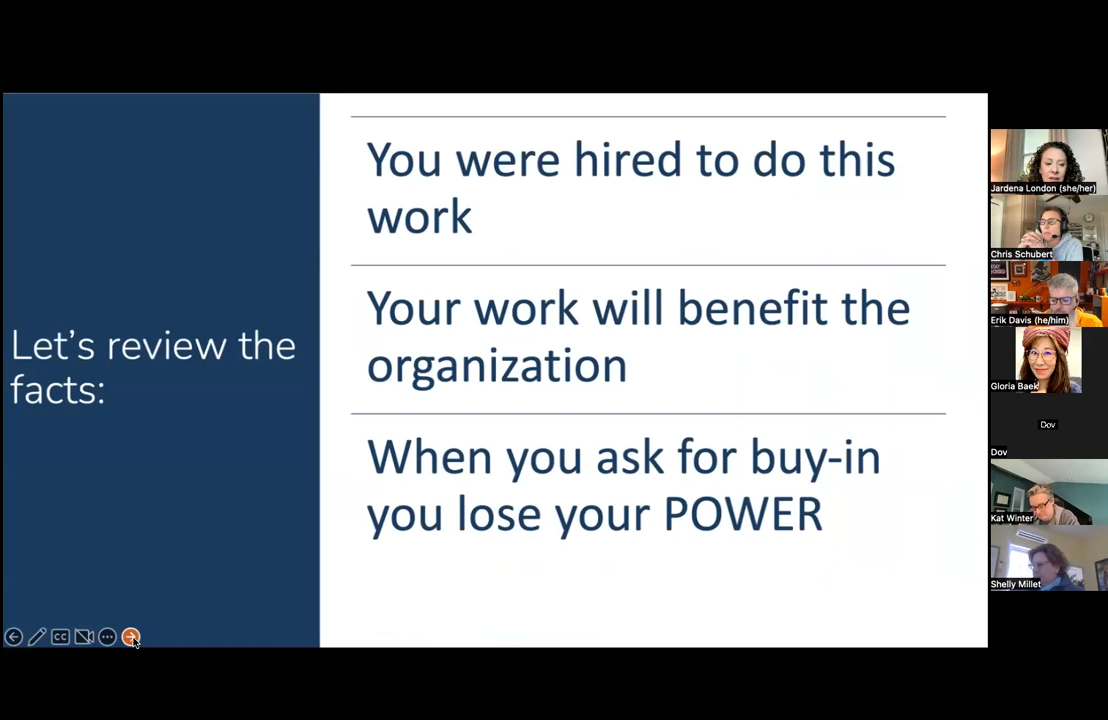 Let's review the
facts:
You were hired to do this
work
Your work will benefit the
organization
When you ask for buy-in
you lose your POWER
CC
Jardena London (she/her)
Chris Schubert
Erik Davis (he/him)
Gloria Baek
Dov
Dov
Kat Winter
Shelly Millet